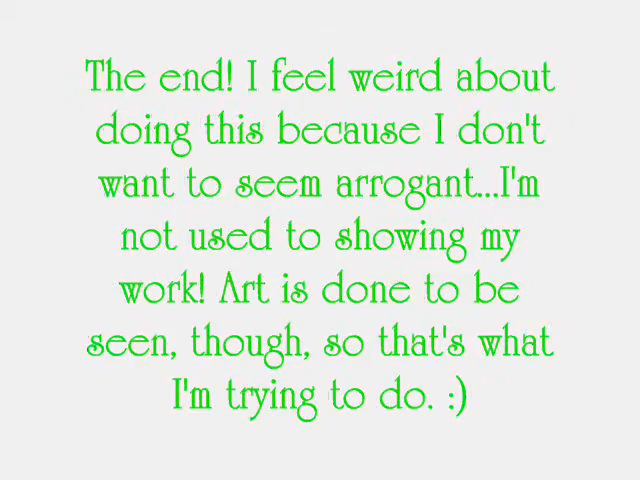 The end! I feel weird about
doing this because I don't
want to seem arrogant...I'm
not used to showing my
work! Art is done to be
seen, though, so that's what
I'm trying to do. :)